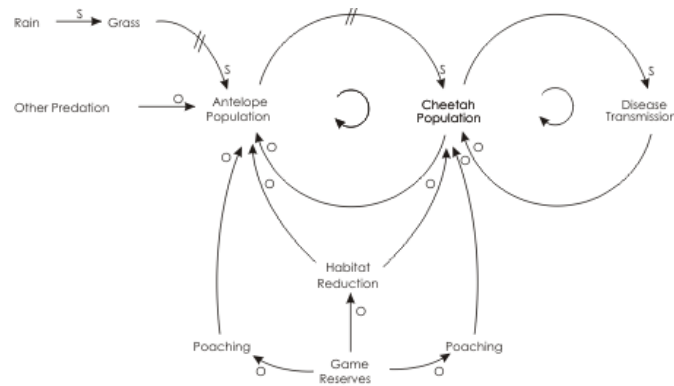 Rain
S
Grass
S
Other Predation
O
Antelope
Population
S
Cheetah
Population
S
Disease
Transmission
O
O
O
O
O
O
O
Habitat
Reduction
O
Poaching
O
Game
Reserves
O
Poaching